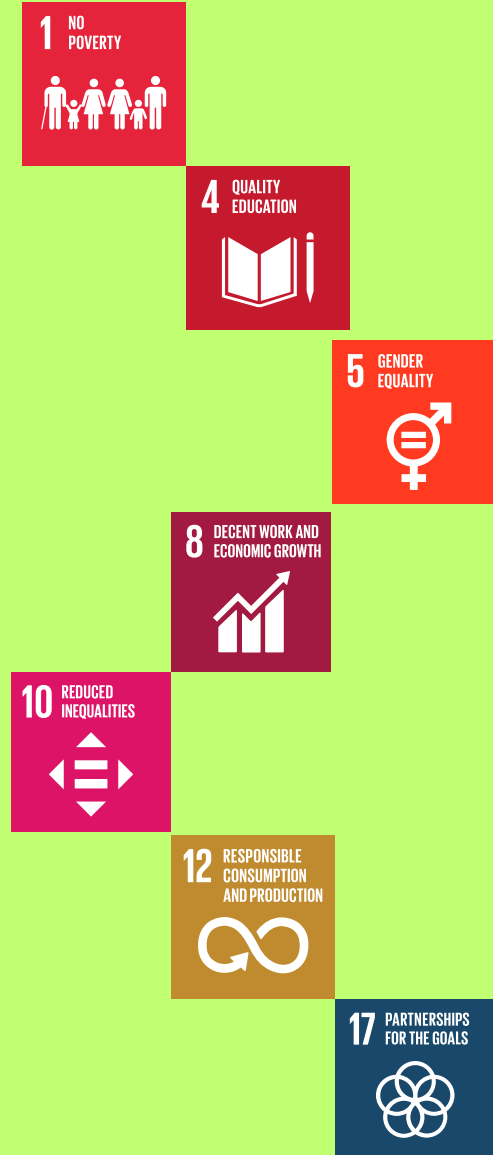 1 NO
POVERTY
4 QUALITY
EDUCATION
5 GENDER
EQUALITY
8 DECENT WORK AND
ECONOMIC GROWTH
10 REDUCED
INEQUALITIES
12 RESPONSIBLE
CONSUMPTION
AND PRODUCTION
17 PARTNERSHIPS
FOR THE GOALS